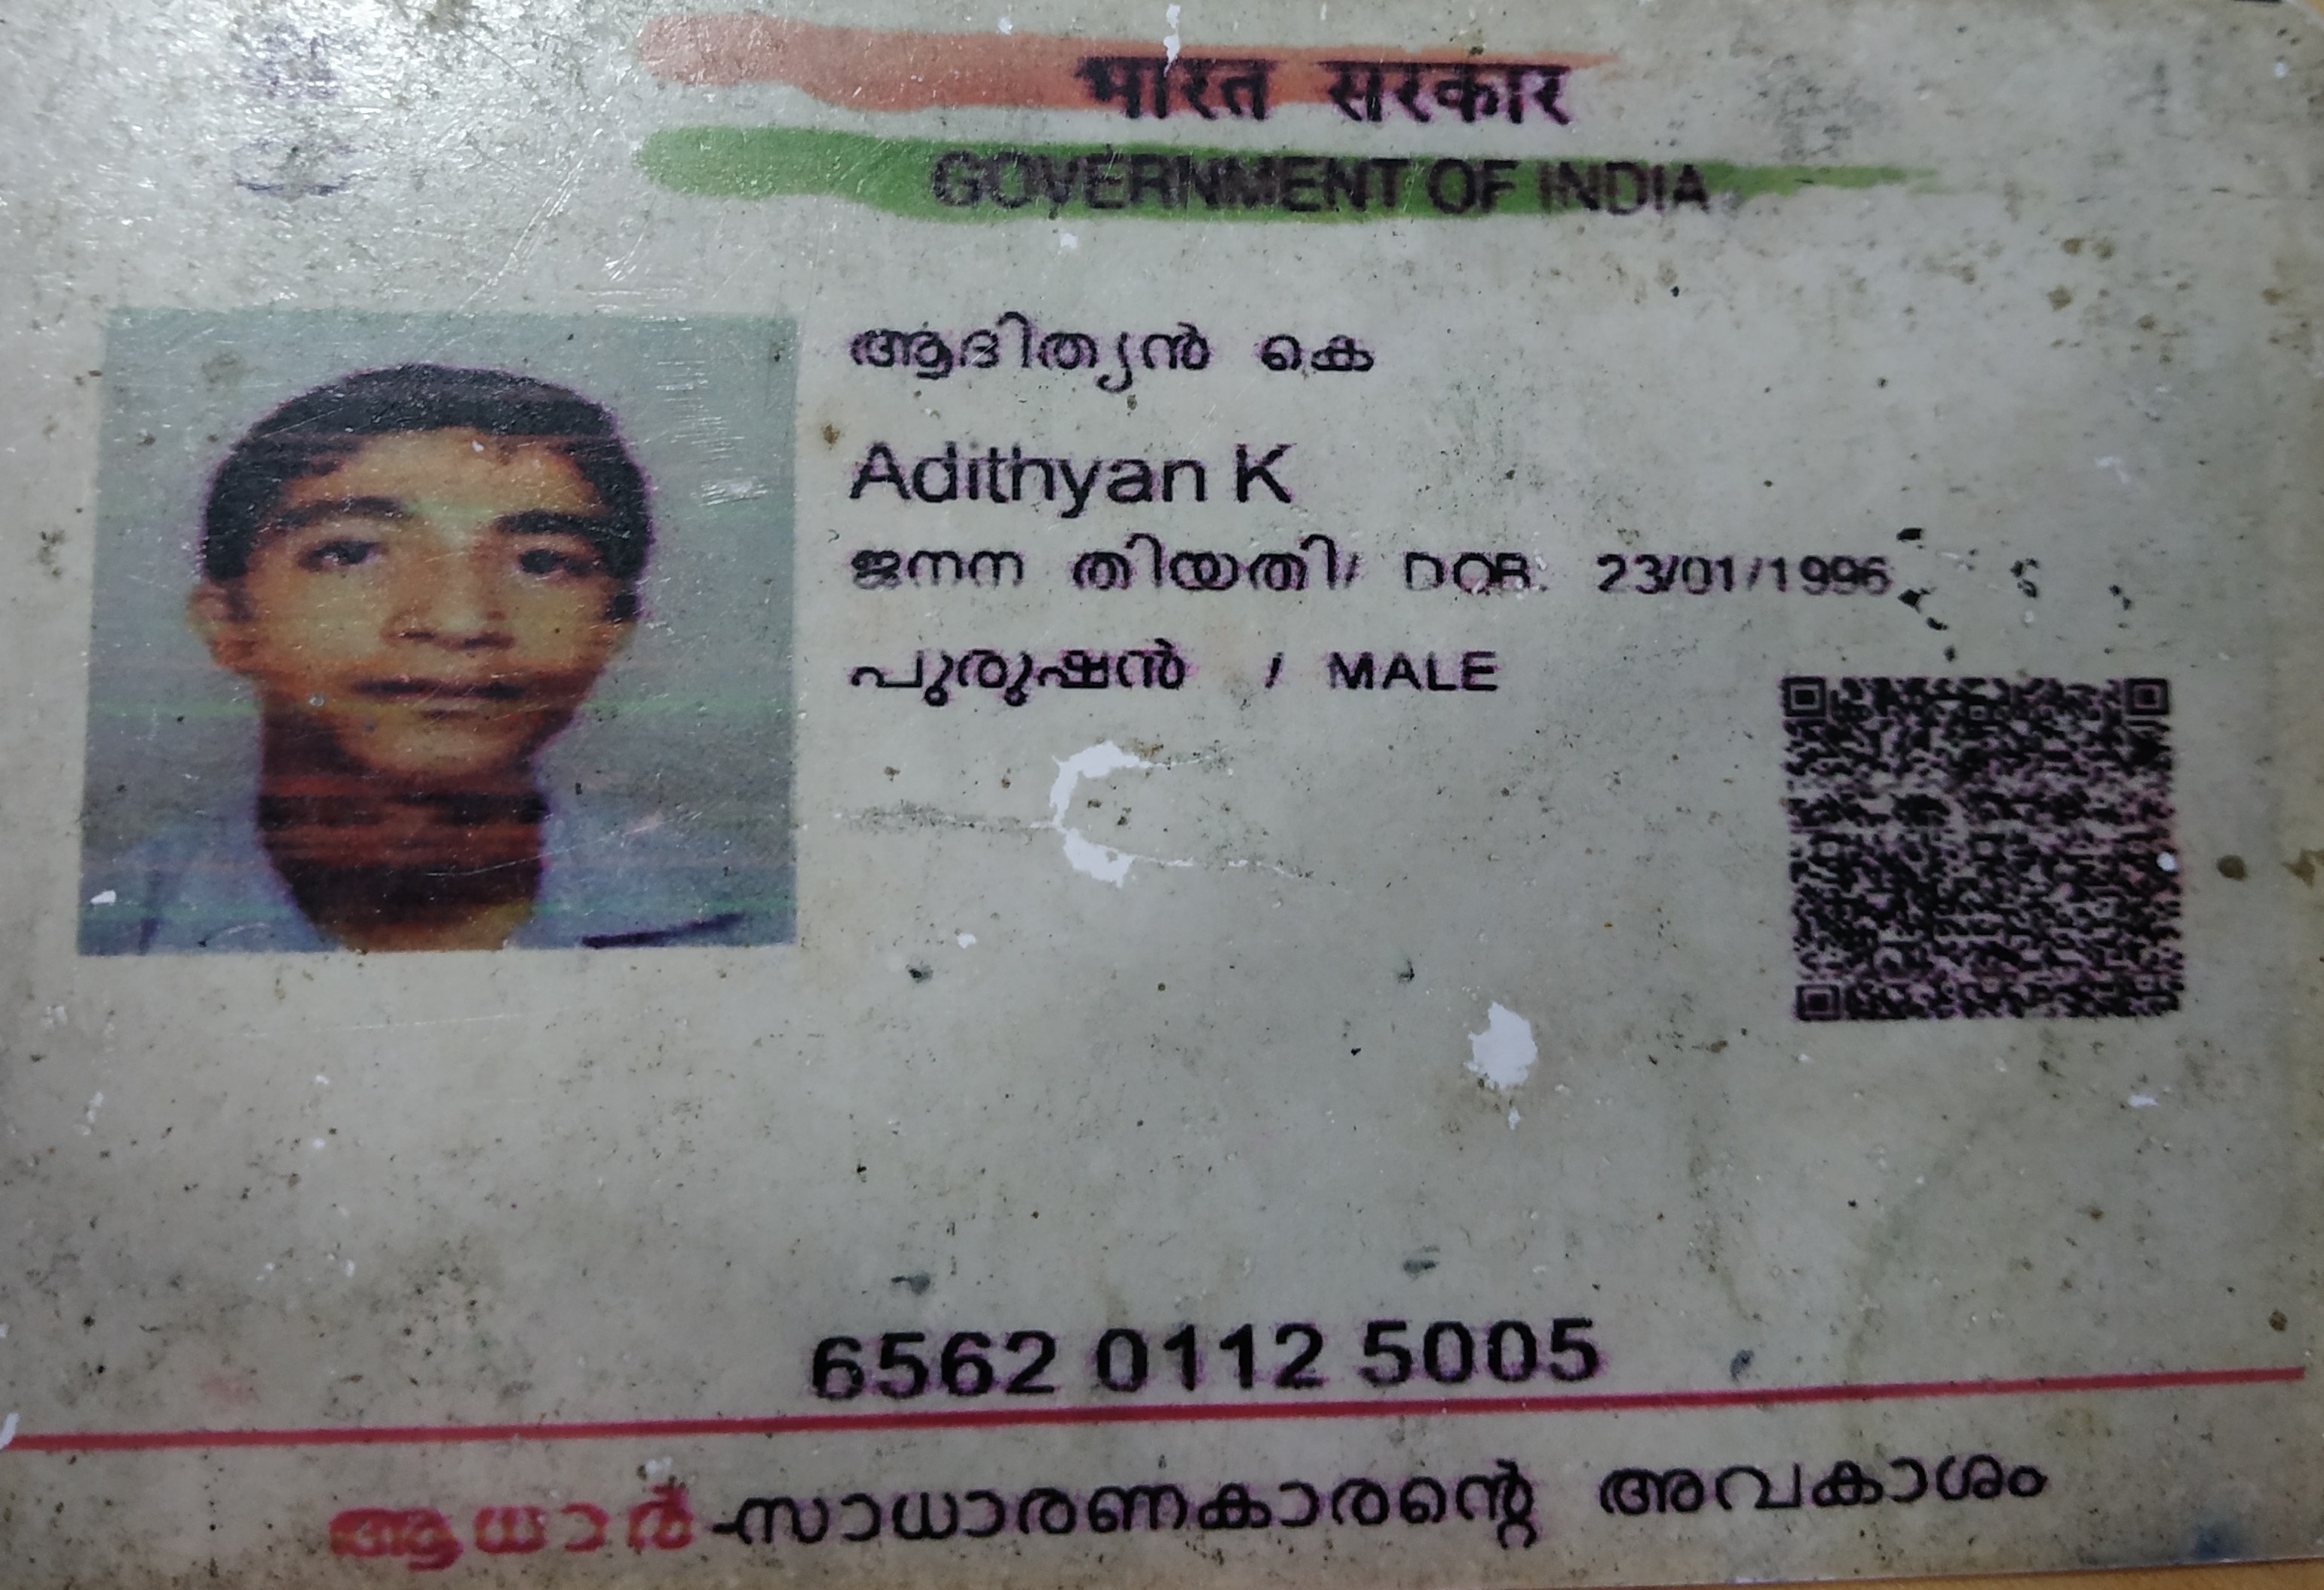 भारत सरकार
GOVERNMENT OF INDIA
ആദിത്യൻ കെ
Adithyan K
ജനന തിയതി/ DOB: 23/01/1996
പുരുഷൻ / MALE
6562 0112 5005
ആധാർ-സാധാരണകാരന്റെ അവകാശം